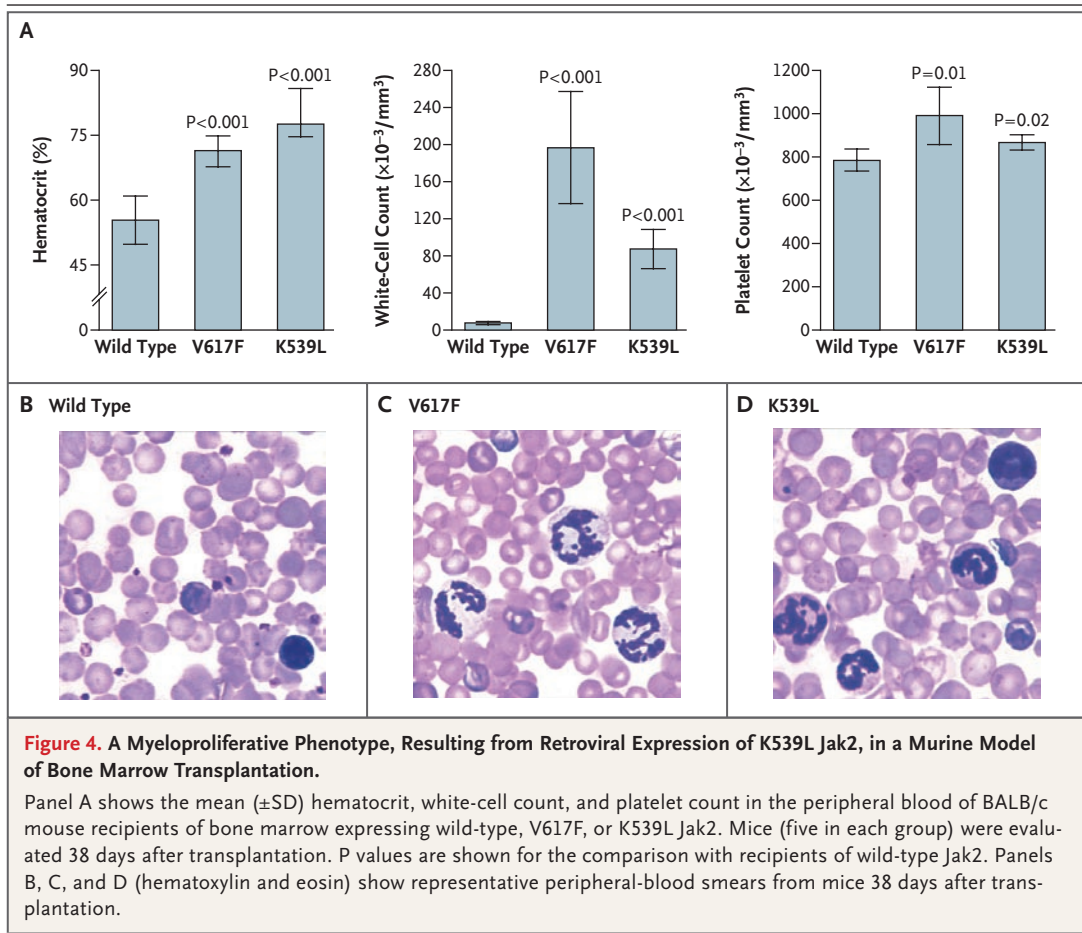 A
90
75
60
45
0
Hematocrit (%)
P<0.001
P<0.001
Wild Type V617F K539L
280
240
200
160
120
80
40
0
White-Cell Count (×10⁻³/mm³)
P<0.001
P<0.001
Wild Type V617F K539L
1200
1000
800
600
400
200
0
Platelet Count (×10⁻³/mm³)
P=0.01
P=0.02
Wild Type V617F K539L
B Wild Type
C V617F
D K539L
Figure 4. A Myeloproliferative Phenotype, Resulting from Retroviral Expression of K539L Jak2, in a Murine Model
of Bone Marrow Transplantation.
Panel A shows the mean (±SD) hematocrit, white-cell count, and platelet count in the peripheral blood of BALB/c
mouse recipients of bone marrow expressing wild-type, V617F, or K539L Jak2. Mice (five in each group) were evalu-
ated 38 days after transplantation. P values are shown for the comparison with recipients of wild-type Jak2. Panels
B, C, and D (hematoxylin and eosin) show representative peripheral-blood smears from mice 38 days after trans-
plantation.